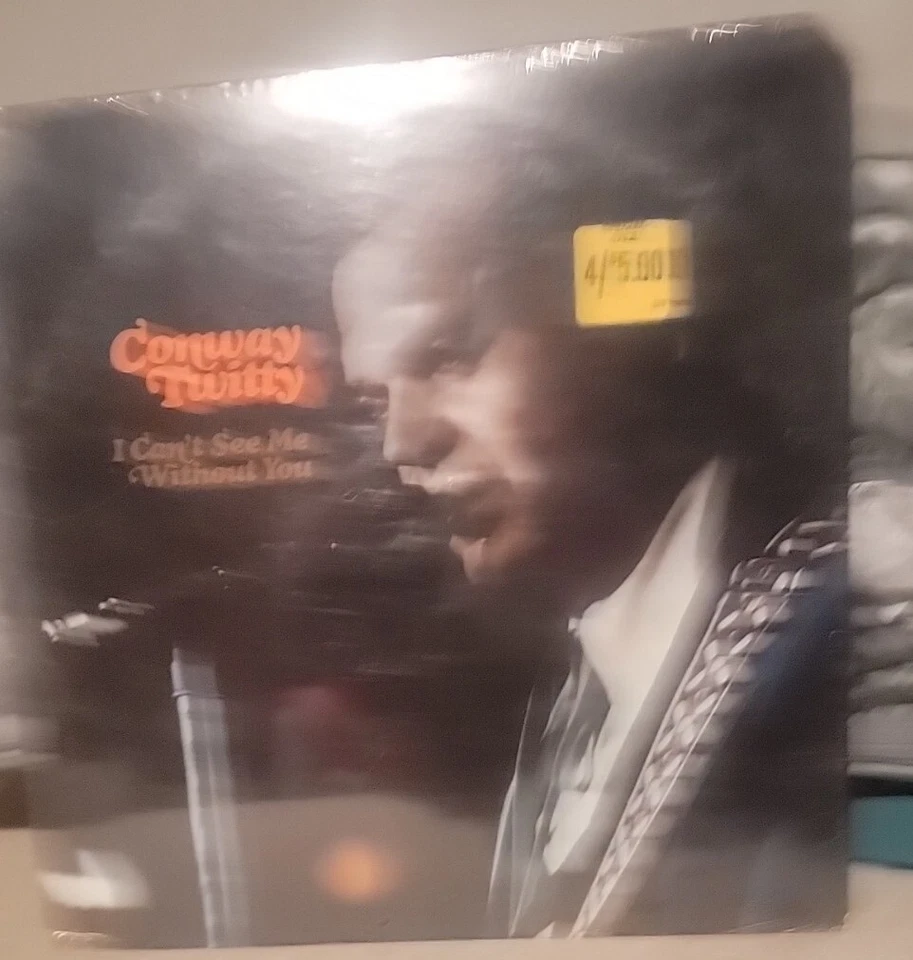 4/$5.00
Conway
Twitty
I Can't See Me
Without You